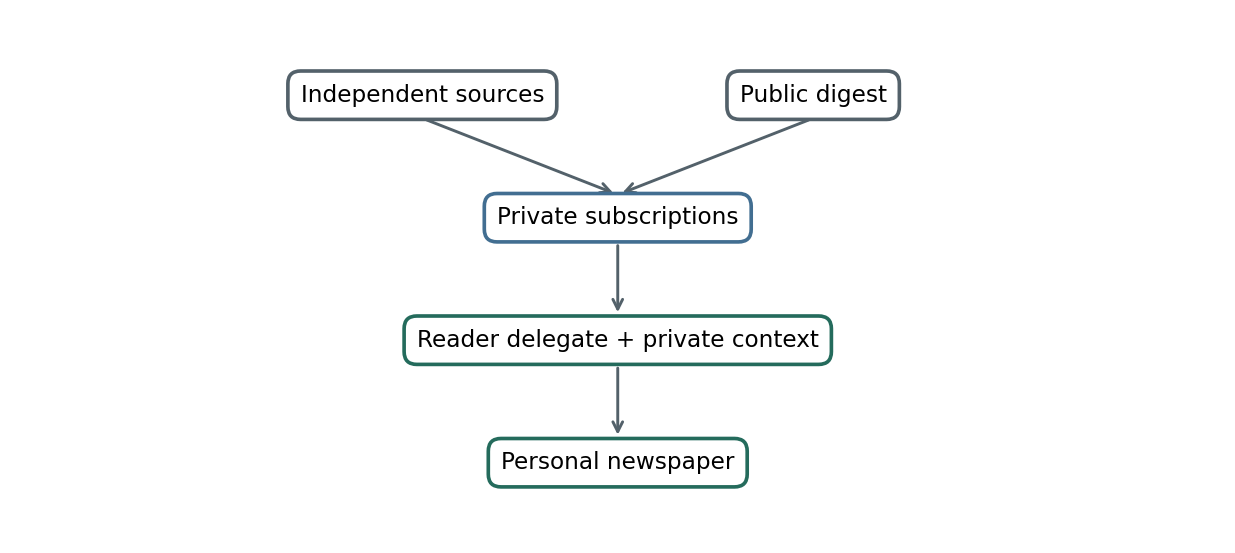 Independent sources
Public digest
Private subscriptions
Reader delegate + private context
Personal newspaper